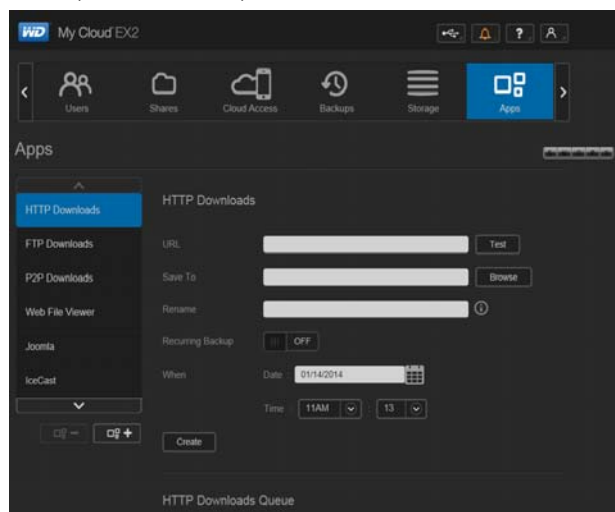 WD My Cloud EX2
?
Users Shares Cloud Access Backups Storage Apps
Apps
HTTP Downloads
FTP Downloads
P2P Downloads
Web File Viewer
Joomla
IceCast
HTTP Downloads
URL Test
Save To Browse
Rename
Recurring Backup OFF
When Date : 01/14/2014
Time : 11AM : 13
Create
HTTP Downloads Queue